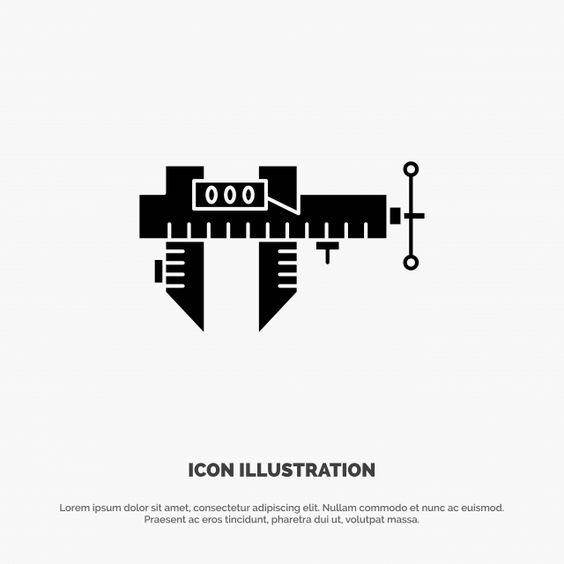 000
ICON ILLUSTRATION
Lorem ipsum dolor sit amet, consectetur adipiscing elit. Nullam commodo et nunc ac euismod.
Praesent ac eros tincidunt, pharetra dui ut, volutpat massa.